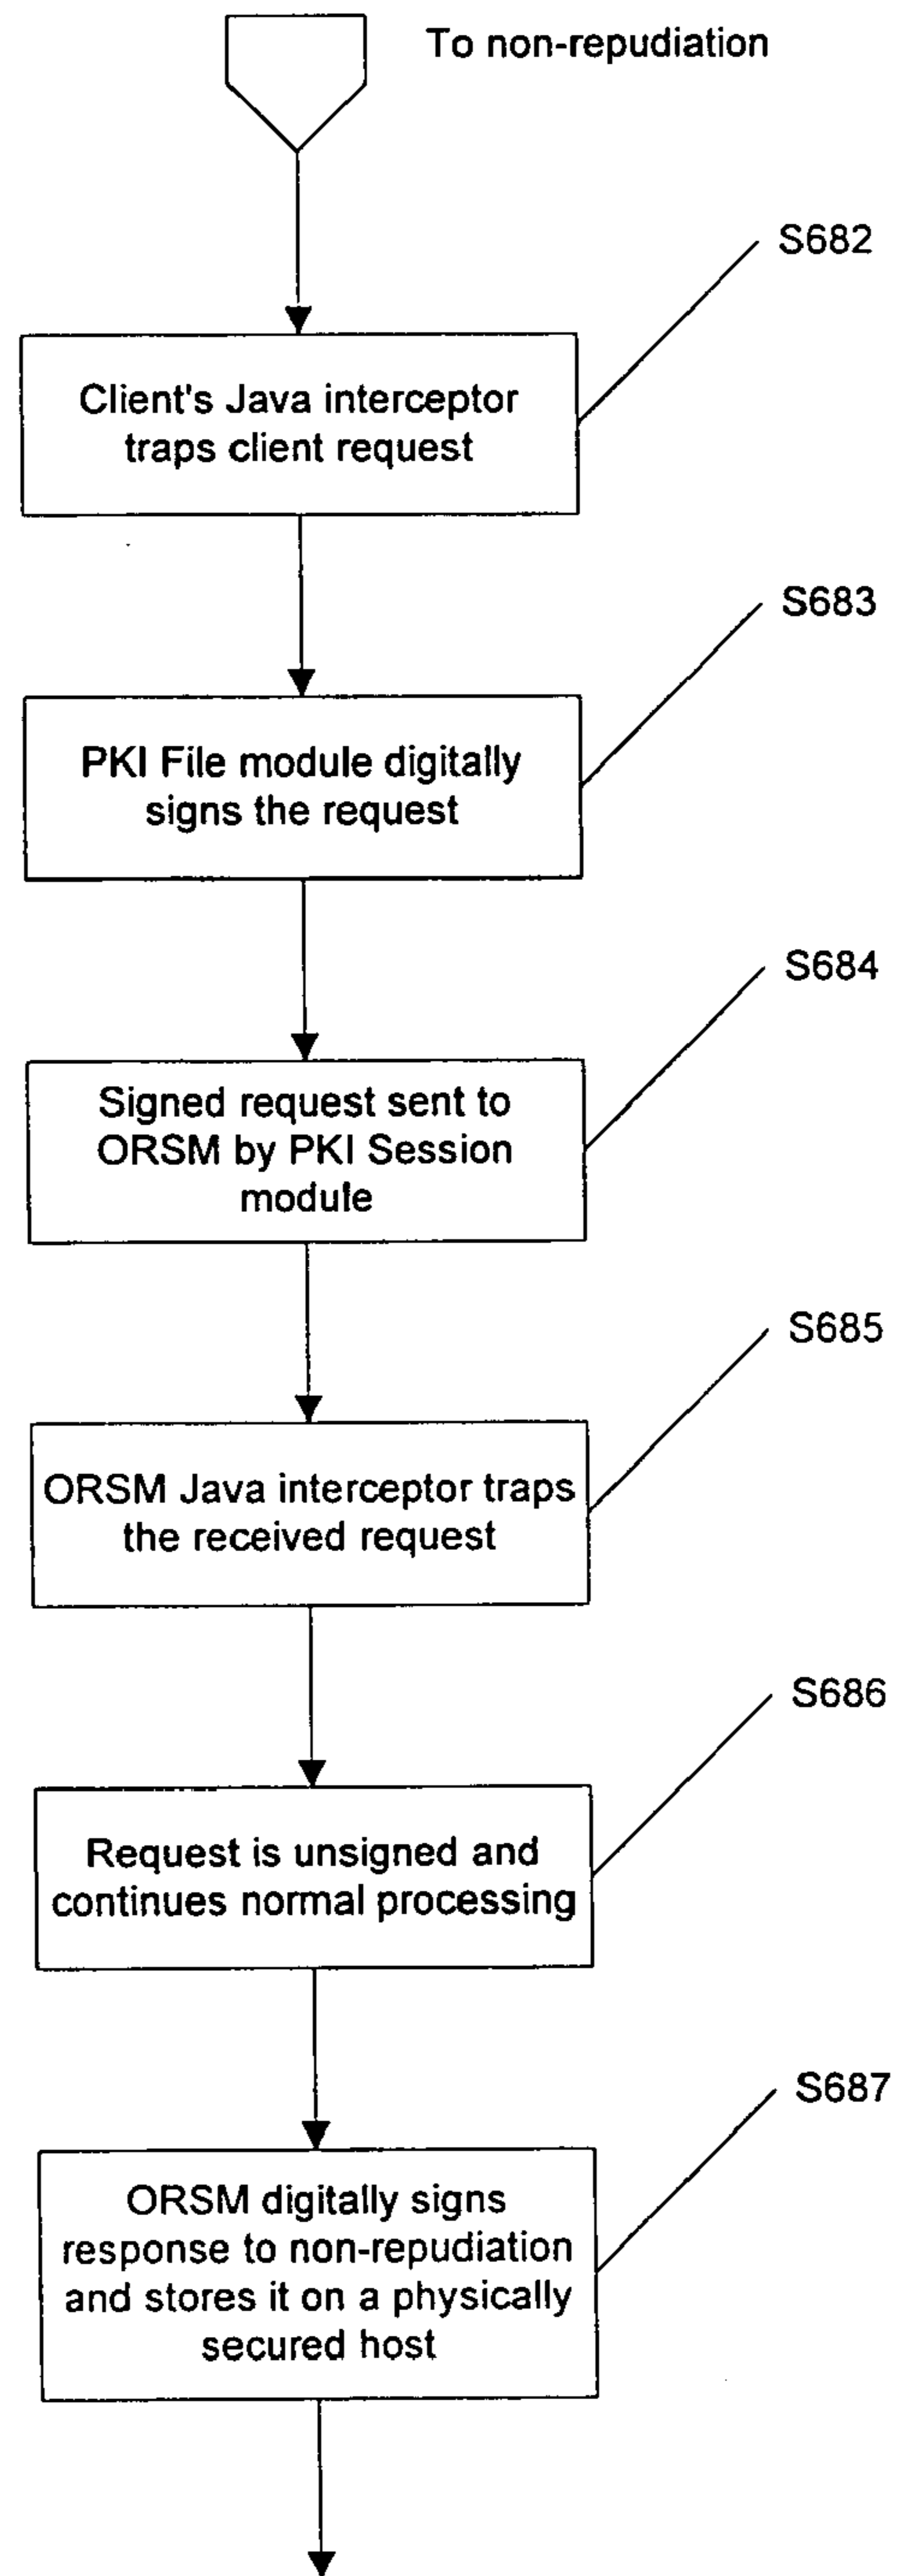 To non-repudiation
S682
Client's Java interceptor
traps client request
S683
PKI File module digitally
signs the request
S684
Signed request sent to
ORSM by PKI Session
module
S685
ORSM Java interceptor traps
the received request
S686
Request is unsigned and
continues normal processing
S687
ORSM digitally signs
response to non-repudiation
and stores it on a physically
secured host